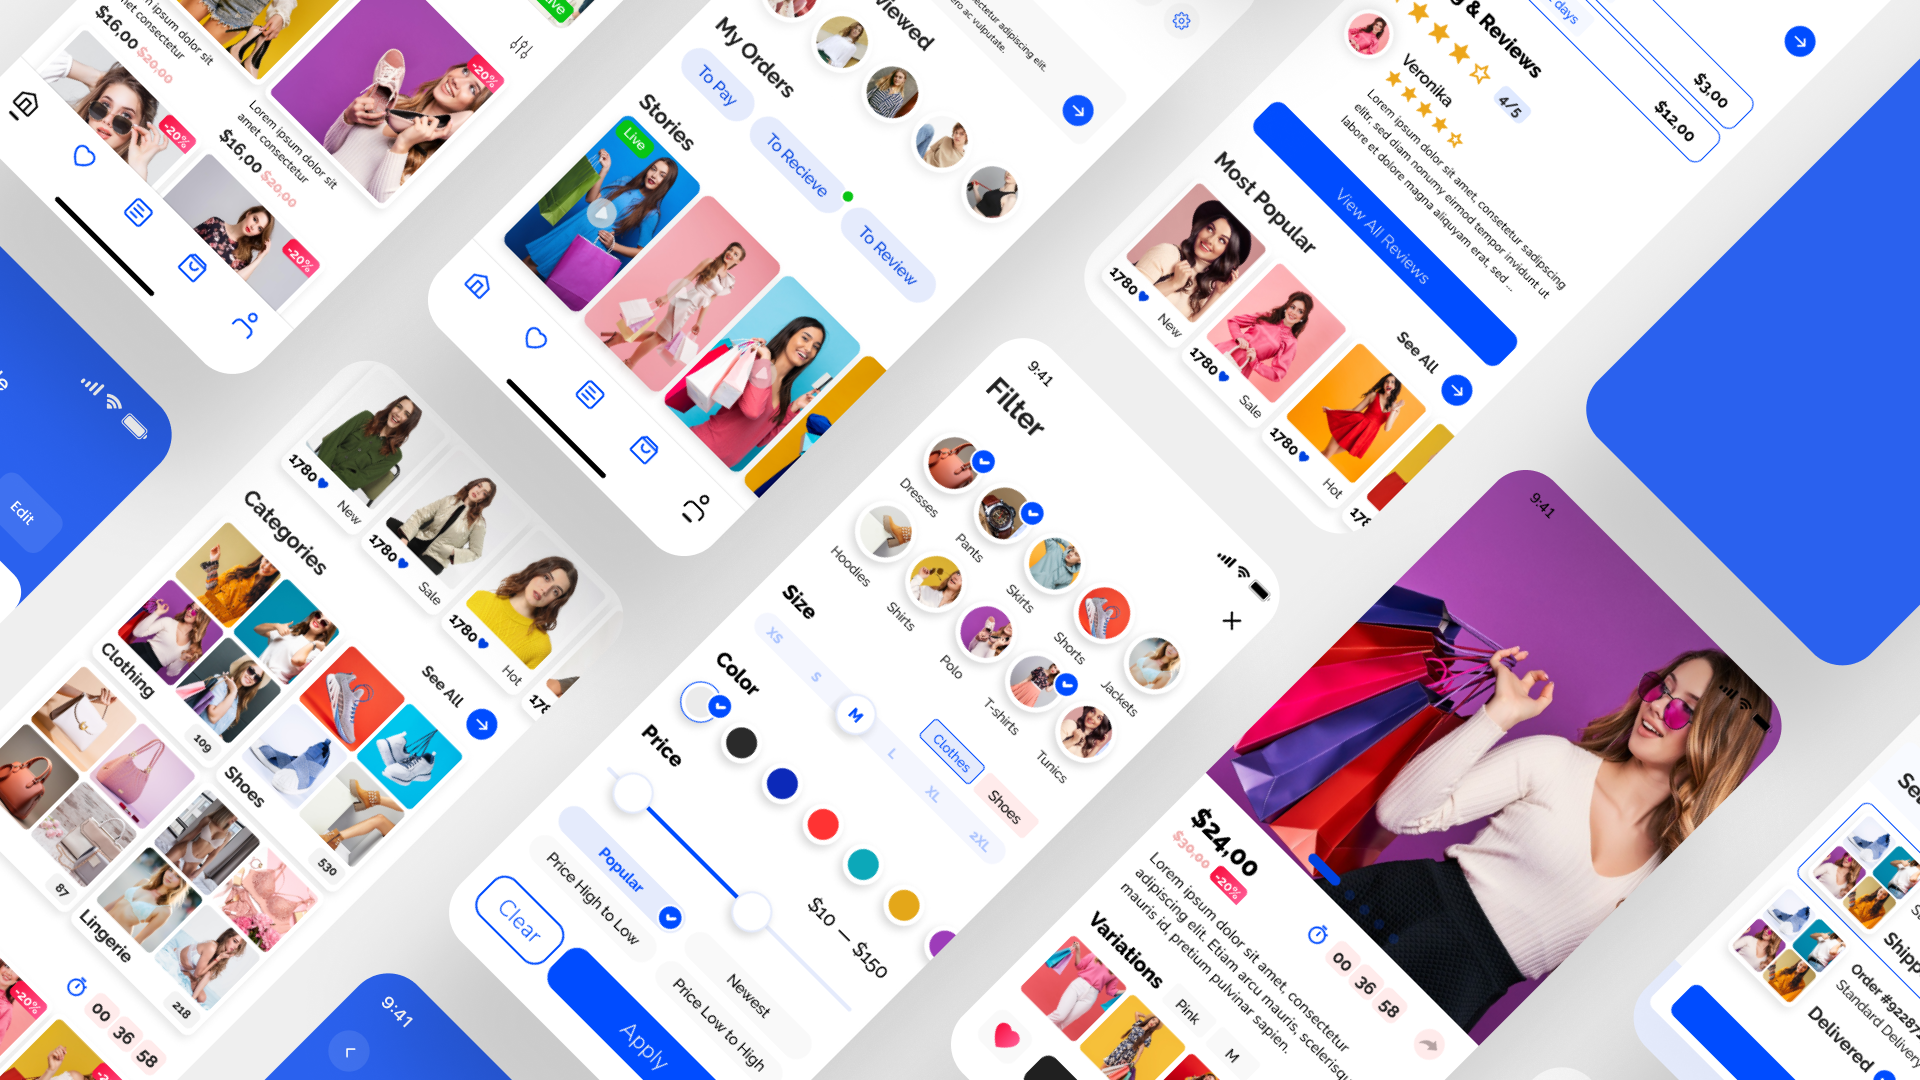 $16,00 $20,00
Lorem ipsum dolor sit
amet consectetur
-20%
$16,00 $20,00
Lorem ipsum dolor sit
amet consectetur
-20%
-20%
Live
ectetur adipiscing elit.
ero ac vulputate.
My Orders
To Pay
To Recieve
To Review
Stories
Live
& Reviews
days
$3,00
$12,00
4/5
Veronika
Lorem ipsum dolor sit amet, consetetur sadipscing
elitr, sed diam nonumy eirmod tempor invidunt ut
labore et dolore magna aliquyam erat, sed ...
View All Reviews
Most Popular
See All
1780
New
1780
Sale
1780
Hot
178
Edit
1780
New
1780
Sale
1780
Hot
178
Categories
See All
Clothing
109
Shoes
530
87
Lingerie
218
-20%
00
36
58
9:41
9:41
Filter
Dresses
Pants
Skirts
Shorts
Jackets
Hoodies
Shirts
Polo
T-shirts
Tunics
Size
Clothes
Shoes
XS
S
M
L
XL
2XL
Color
Price
$10 — $150
Popular
Newest
Price High to Low
Price Low to High
Clear
Apply
9:41
$24,00
$30,00
-20%
00
36
58
Lorem ipsum dolor sit amet, consectetur
adipiscing elit. Etiam arcu mauris, scelerisq
mauris id, pretium pulvinar sapien.
Variations
Pink
M
Shipp
Order #92287
Standard Delivery
Delivered